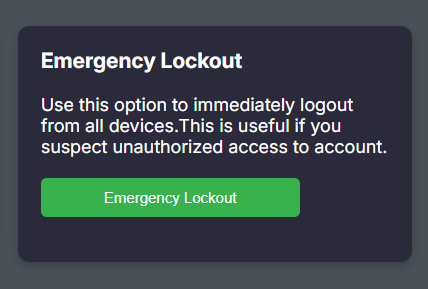 Emergency Lockout
Use this option to immediately logout
from all devices.This is useful if you
suspect unauthorized access to account.
Emergency Lockout